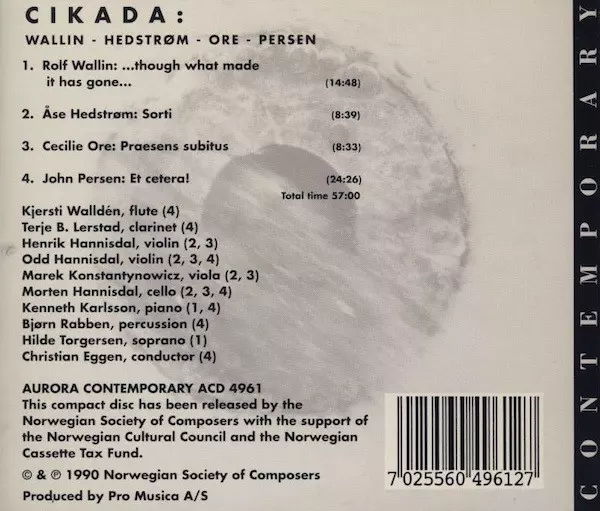 CIKADA:
WALLIN - HEDSTRØM - ORE - PERSEN
1. Rolf Wallin: ...though what made
it has gone... (14:48)
2. Åse Hedstrøm: Sorti (8:39)
3. Cecilie Ore: Praesens subitus (8:33)
4. John Persen: Et cetera! (24:26)
Total time 57:00
Kjersti Walldén, flute (4)
Terje B. Lerstad, clarinet (4)
Henrik Hannisdal, violin (2, 3)
Odd Hannisdal, violin (2, 3, 4)
Marek Konstantynowicz, viola (2, 3)
Morten Hannisdal, cello (2, 3, 4)
Kenneth Karlsson, piano (1, 4)
Bjørn Rabben, percussion (4)
Hilde Torgersen, soprano (1)
Christian Eggen, conductor (4)
AURORA CONTEMPORARY ACD 4961
This compact disc has been released by the
Norwegian Society of Composers with the support of
the Norwegian Cultural Council and the Norwegian
Cassette Tax Fund.
© & ℗ 1990 Norwegian Society of Composers
Produced by Pro Musica A/S
7 025560 496127
CONTEMPORARY